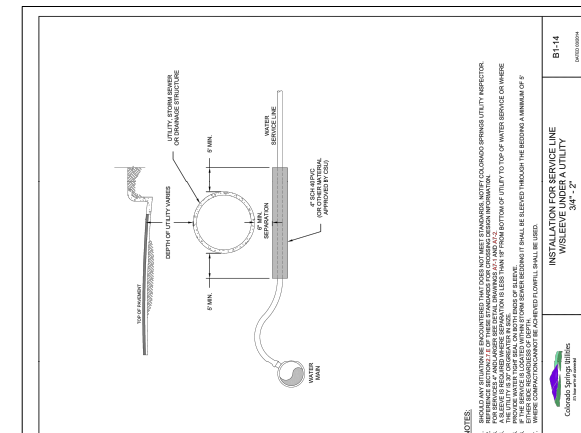 TOP OF PAVEMENT
DEPTH OF UTILITY VARIES
UTILITY, STORM SEWER
OR DRAINAGE STRUCTURE
5' MIN.
5' MIN.
6" MIN.
SEPARATION
WATER
SERVICE LINE
WATER
MAIN
4" SCH 40 PVC
(OR OTHER MATERIAL
APPROVED BY CSU)
NOTES:
SHOULD ANY SITUATION BE ENCOUNTERED THAT DOES NOT MEET STANDARDS, NOTIFY COLORADO SPRINGS UTILITY INSPECTOR.
REFERENCE SECTION 2.7.E OF THESE STANDARDS FOR CROSSING DESIGN INFORMATION.
FOR SERVICES 4" AND LARGER SEE DETAIL DRAWINGS A7-1 AND A7-2.
A SLEEVE IS REQUIRED WHERE SEPARATION IS LESS THAN 18" FROM BOTTOM OF UTILITY TO TOP OF WATER SERVICE OR WHERE
THE UTILITY IS 30" OR GREATER IN SIZE.
PROVIDE WATER TIGHT SEAL ON BOTH ENDS OF SLEEVE.
IF THE SERVICE IS LOCATED WITHIN STORM SEWER BEDDING IT SHALL BE SLEEVED THROUGH THE BEDDING A MINIMUM OF 5'
EITHER SIDE REGARDLESS OF DEPTH.
WHERE COMPACTION CANNOT BE ACHIEVED FLOWFILL SHALL BE USED.
Colorado Springs Utilities
It's how we're all connected
INSTALLATION FOR SERVICE LINE
W/SLEEVE UNDER A UTILITY
3/4" - 2"
B1-14